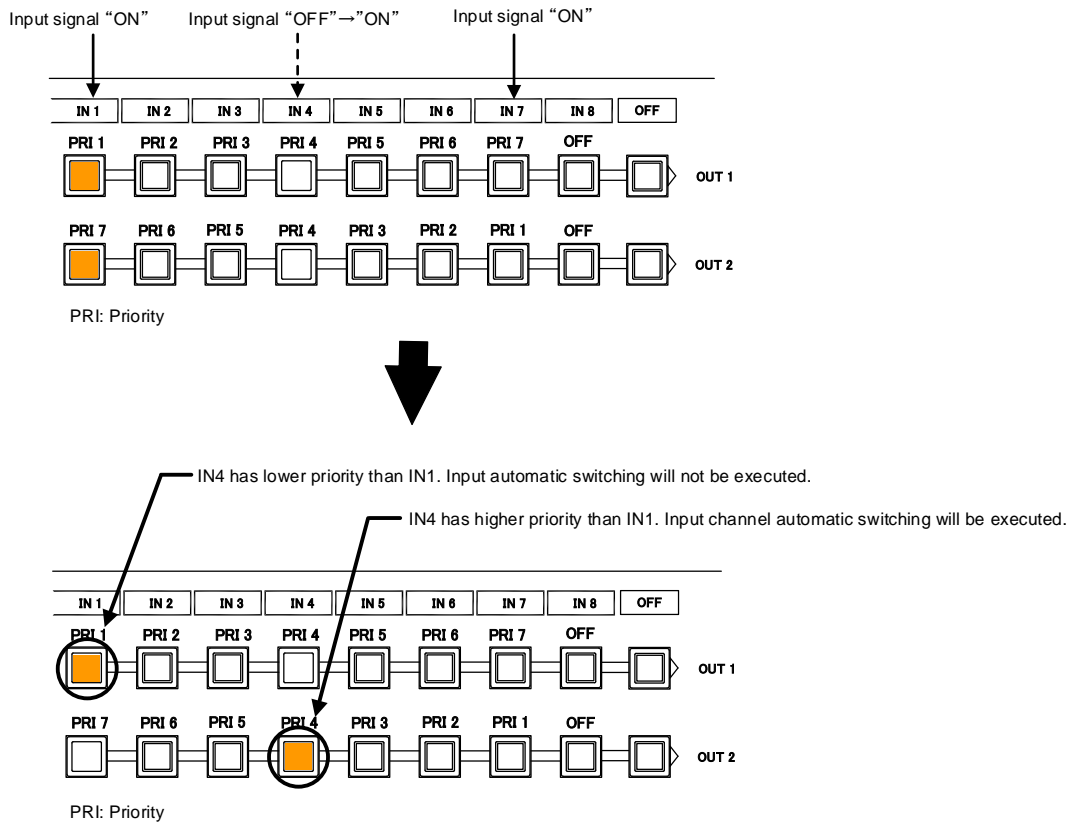 Input signal “ON” Input signal “OFF”→”ON” Input signal “ON”
IN 1 IN 2 IN 3 IN 4 IN 5 IN 6 IN 7 IN 8 OFF
PRI 1 PRI 2 PRI 3 PRI 4 PRI 5 PRI 6 PRI 7 OFF
OUT 1
PRI 7 PRI 6 PRI 5 PRI 4 PRI 3 PRI 2 PRI 1 OFF
OUT 2
PRI: Priority
IN4 has lower priority than IN1. Input automatic switching will not be executed.
IN4 has higher priority than IN1. Input channel automatic switching will be executed.
IN 1 IN 2 IN 3 IN 4 IN 5 IN 6 IN 7 IN 8 OFF
PRI 1 PRI 2 PRI 3 PRI 4 PRI 5 PRI 6 PRI 7 OFF
OUT 1
PRI 7 PRI 6 PRI 5 PRI 4 PRI 3 PRI 2 PRI 1 OFF
OUT 2
PRI: Priority